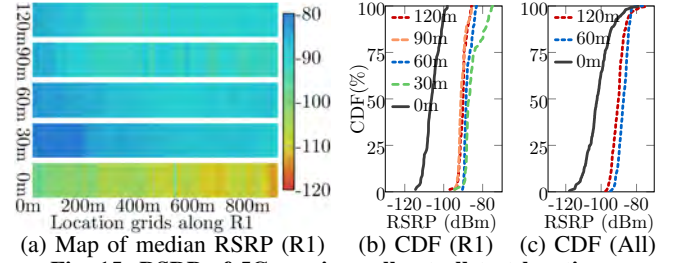 120m
90m
60m
30m
0m
-80
-90
-100
-110
-120
0m 200m 400m 600m 800m
Location grids along R1
(a) Map of median RSRP (R1)
CDF(%)
100
75
50
25
0
120m
90m
60m
30m
0m
-120 -80
RSRP (dBm)
(b) CDF (R1)
100
75
50
25
0
120m
60m
0m
-120 -80
RSRP (dBm)
(c) CDF (All)